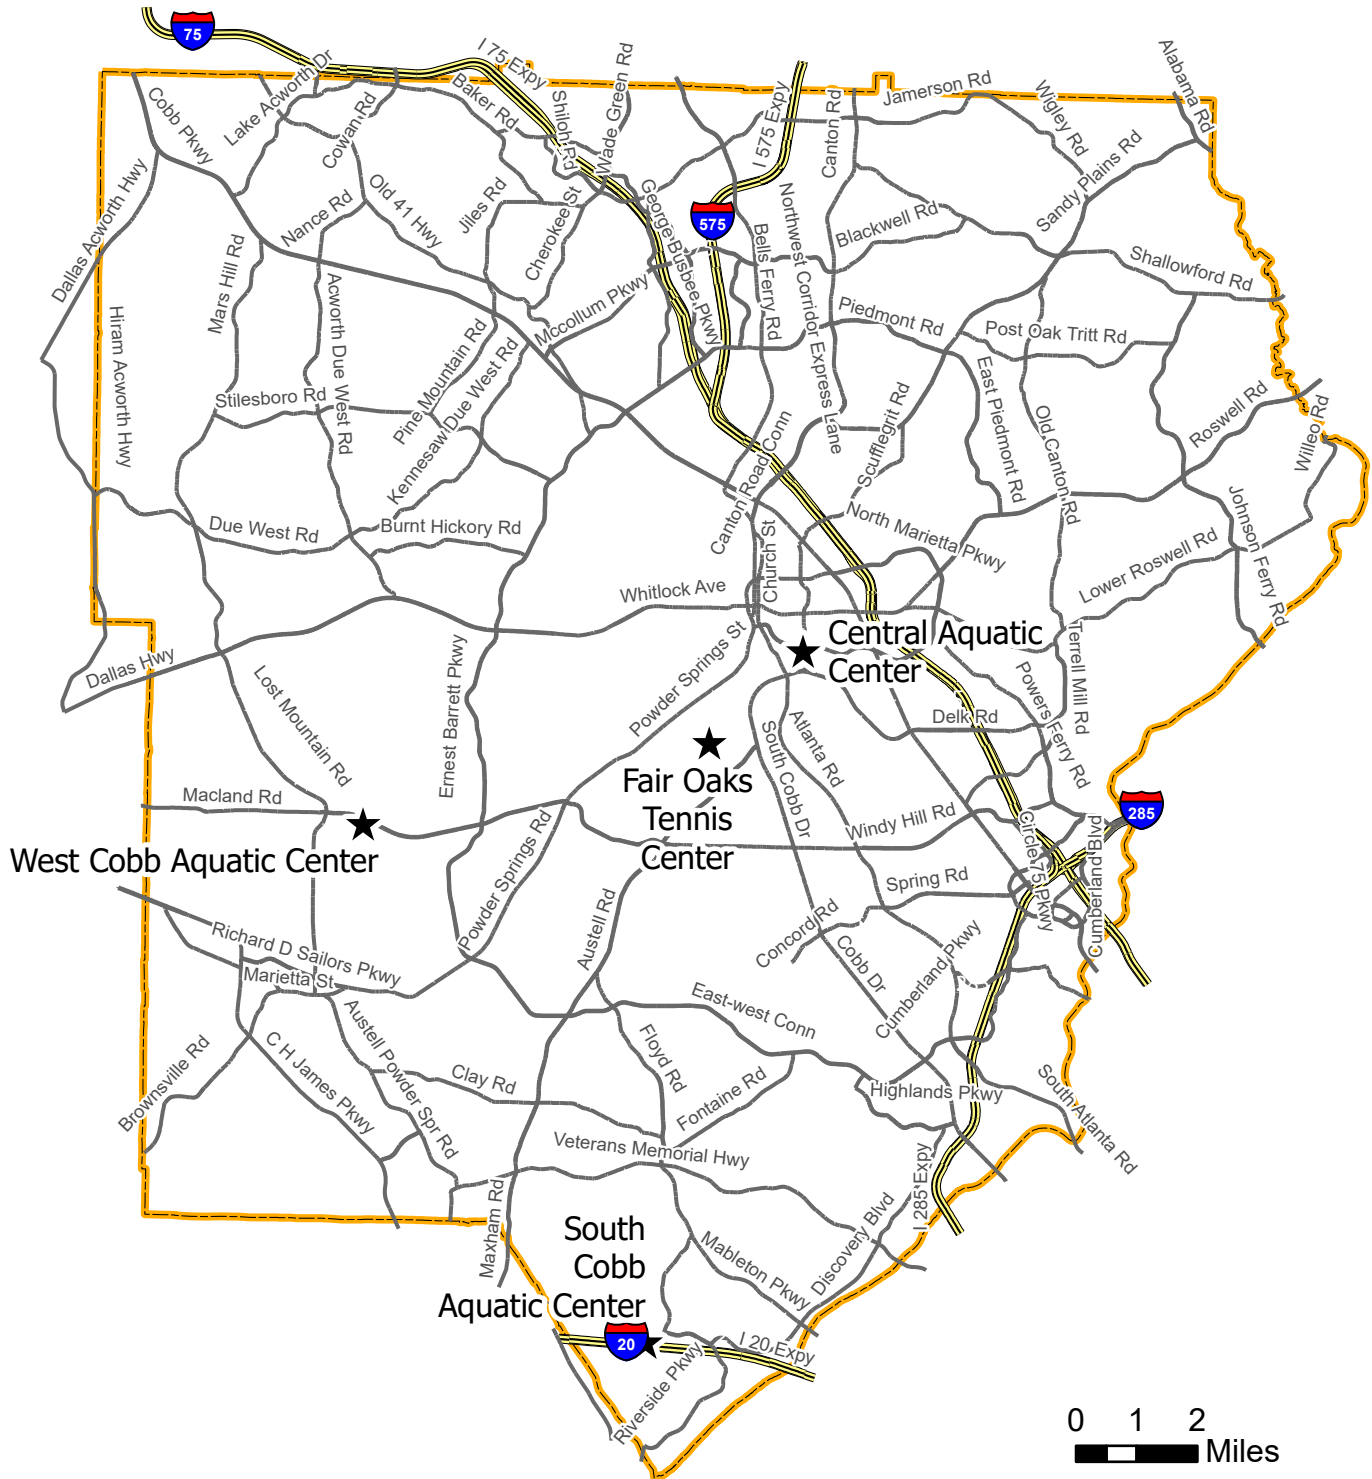 75
I 75 Expy
Lake Acworth Dr
Cobb Pkwy
Cowan Rd
Baker Rd
Shiloh Rd
Wade Green Rd
I 575 Expy
Canton Rd
Jamerson Rd
Wigley Rd
Alabama Rd
Sandy Plains Rd
Dallas Acworth Hwy
Nance Rd
Old 41 Hwy
Jiles Rd
Cherokee St
George Busbee Pkwy
575
Bells Ferry Rd
Northwest Corridor Express Lane
Blackwell Rd
Shallowford Rd
Mars Hill Rd
Hiram Acworth Hwy
Acworth Due West Rd
Mccollum Pkwy
Piedmont Rd
Post Oak Tritt Rd
Pine Mountain Rd
Kennesaw Due West Rd
Stilesboro Rd
East Piedmont Rd
Old Canton Rd
Roswell Rd
Willeo Rd
Scufflegrit Rd
Canton Road Conn
Church St
North Marietta Pkwy
Johnson Ferry Rd
Lower Roswell Rd
Due West Rd
Burnt Hickory Rd
Whitlock Ave
Dallas Hwy
Lost Mountain Rd
Ernest Barrett Pkwy
Powder Springs St
Central Aquatic
Center
Terrell Mill Rd
Powers Ferry Rd
Delk Rd
Atlanta Rd
South Cobb Dr
Fair Oaks
Tennis
Center
Macland Rd
West Cobb Aquatic Center
Windy Hill Rd
Circle 75 Pkwy
285
Cumberland Blvd
Spring Rd
Powder Springs Rd
Austell Rd
Concord Rd
Cobb Dr
Cumberland Pkwy
Richard D Sailors Pkwy
Marietta St
East-west Conn
Austell Powder Spr Rd
C H James Pkwy
Brownsville Rd
Clay Rd
Floyd Rd
Fontaine Rd
Highlands Pkwy
South Atlanta Rd
Veterans Memorial Hwy
I 285 Expy
Maxham Rd
Discovery Blvd
Mableton Pkwy
South
Cobb
Aquatic Center
20
I 20 Expy
Riverside Pkwy
0 1 2
Miles